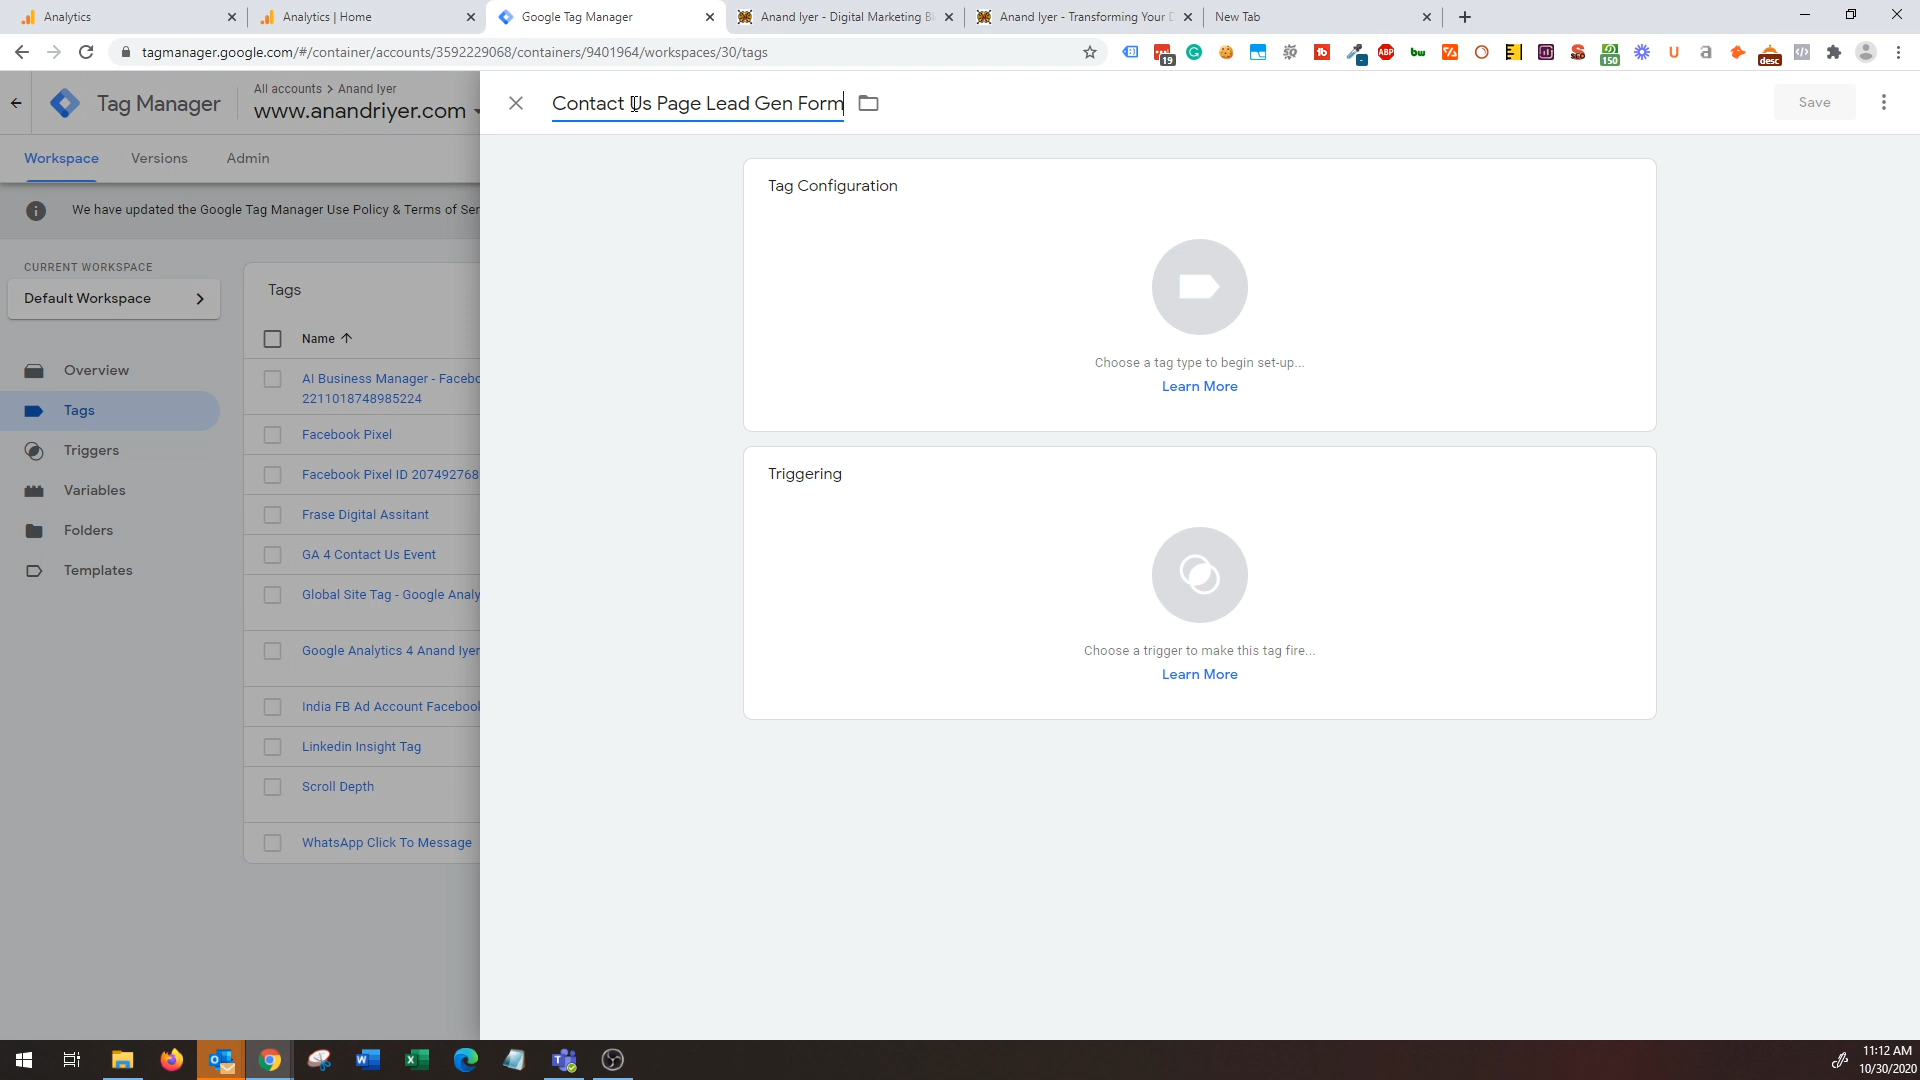 Analytics
Analytics | Home
Google Tag Manager
Anand Iyer - Digital Marketing B
Anand Iyer - Transforming Your
New Tab
tagmanager.google.com/#/container/accounts/3592229068/containers/9401964/workspaces/30/tags
19
ABP
bw
SEO
150
desc
Tag Manager
All accounts > Anand Iyer
www.anandriyer.com
Contact Us Page Lead Gen Form
Save
Workspace
Versions
Admin
We have updated the Google Tag Manager Use Policy & Terms of Ser
CURRENT WORKSPACE
Default Workspace
Overview
Tags
Triggers
Variables
Folders
Templates
Tags
Name
AI Business Manager - Facebo
2211018748985224
Facebook Pixel
Facebook Pixel ID 207492768
Frase Digital Assitant
GA 4 Contact Us Event
Global Site Tag - Google Analy
Google Analytics 4 Anand Iyer
India FB Ad Account Facebook
Linkedin Insight Tag
Scroll Depth
WhatsApp Click To Message
Tag Configuration
Choose a tag type to begin set-up...
Learn More
Triggering
Choose a trigger to make this tag fire...
Learn More
11:12 AM
10/30/2020